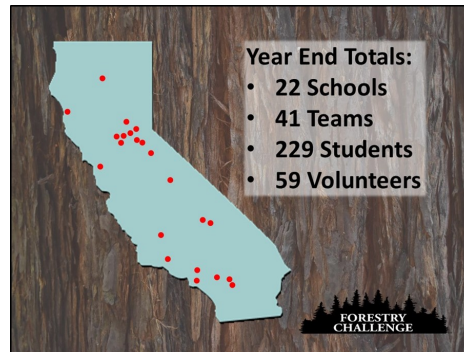 Year End Totals:
• 22 Schools
• 41 Teams
• 229 Students
• 59 Volunteers
FORESTRY
CHALLENGE